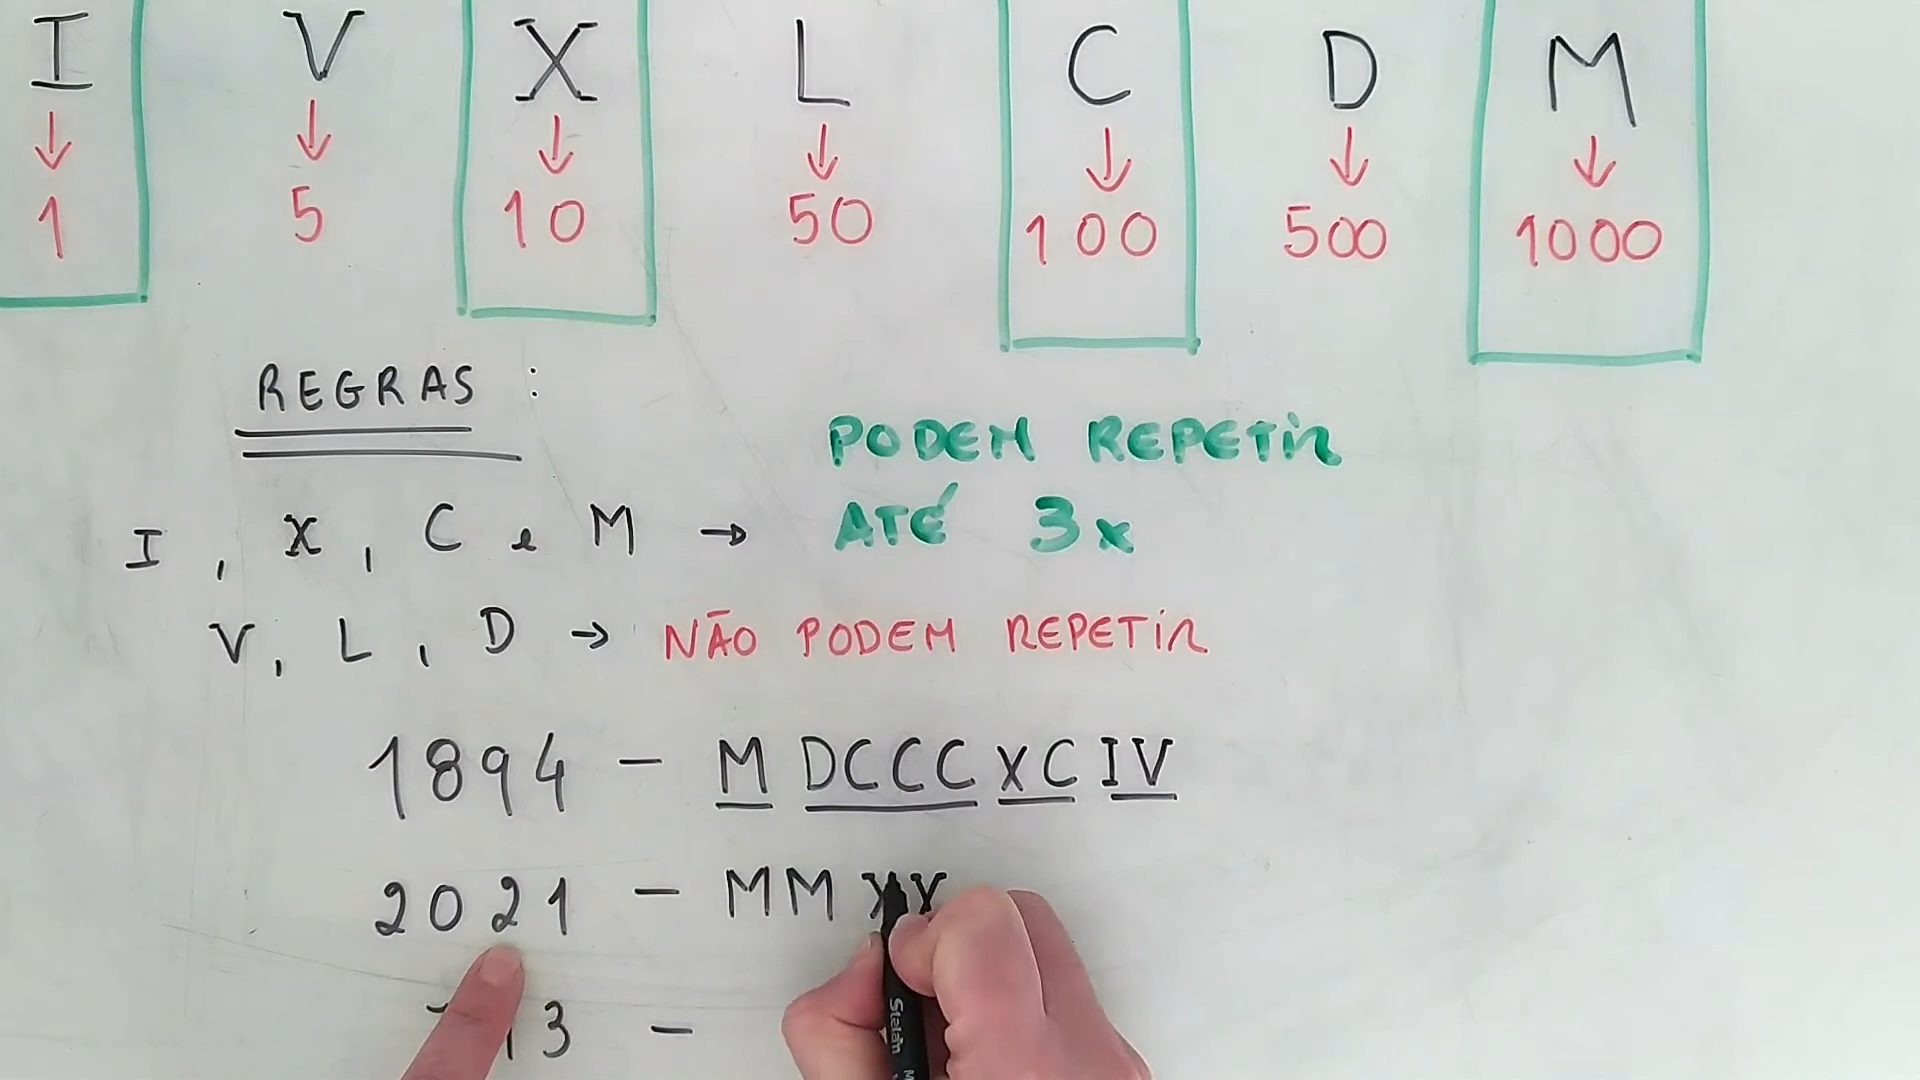 I V X L C D M
1 5 10 50 100 500 1000
REGRAS :
PODEM REPETIR
I , X , C e M → ATÉ 3x
V, L , D → NÃO PODEM REPETIR
1894 - M DCCC XC IV
2021 - MM XX
13 -